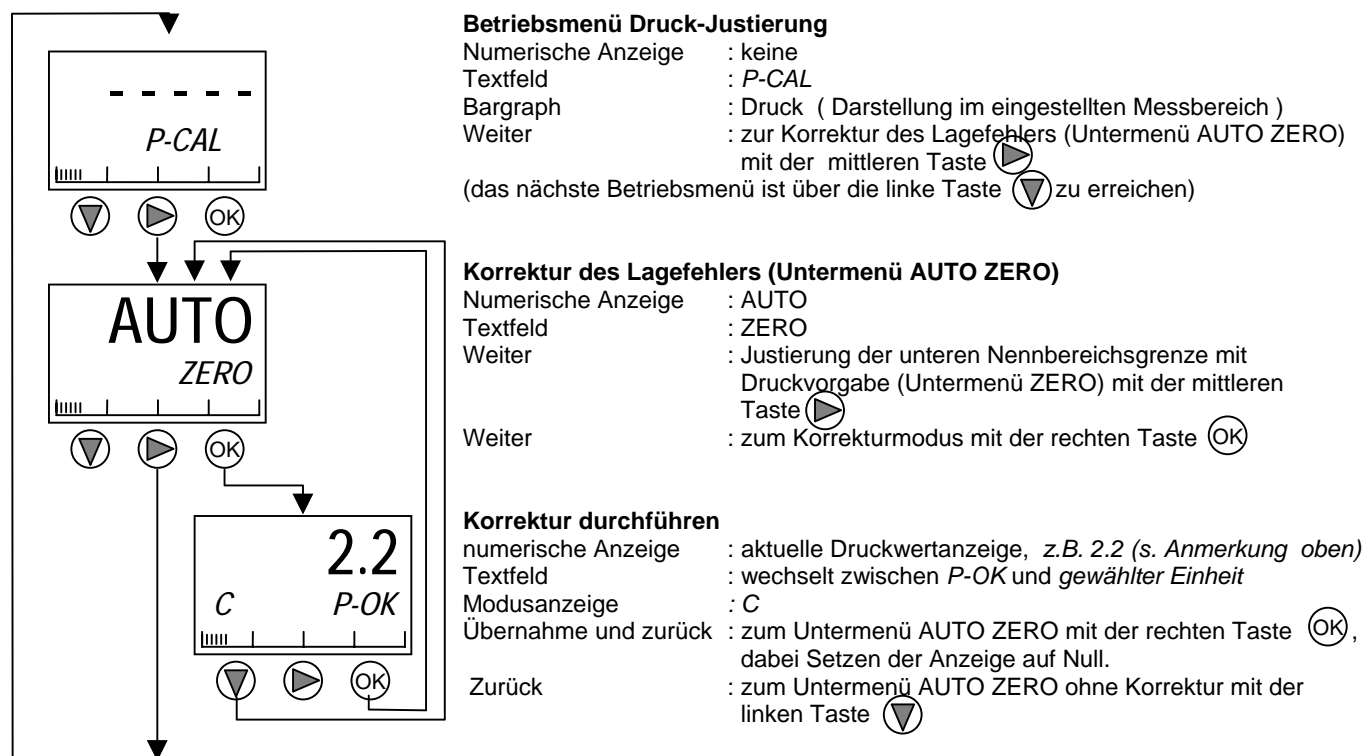 Betriebsmenü Druck-Justierung
Numerische Anzeige : keine
Textfeld : P-CAL
Bargraph : Druck ( Darstellung im eingestellten Messbereich )
Weiter : zur Korrektur des Lagefehlers (Untermenü AUTO ZERO)
mit der mittleren Taste
(das nächste Betriebsmenü ist über die linke Taste zu erreichen)
- - - - -
P-CAL
OK
Korrektur des Lagefehlers (Untermenü AUTO ZERO)
Numerische Anzeige : AUTO
Textfeld : ZERO
Weiter : Justierung der unteren Nennbereichsgrenze mit
Druckvorgabe (Untermenü ZERO) mit der mittleren
Taste
Weiter : zum Korrekturmodus mit der rechten Taste OK
AUTO
ZERO
OK
Korrektur durchführen
numerische Anzeige : aktuelle Druckwertanzeige, z.B. 2.2 (s. Anmerkung oben)
Textfeld : wechselt zwischen P-OK und gewählter Einheit
Modusanzeige : C
Übernahme und zurück : zum Untermenü AUTO ZERO mit der rechten Taste OK ,
dabei Setzen der Anzeige auf Null.
Zurück : zum Untermenü AUTO ZERO ohne Korrektur mit der
linken Taste
2.2
C P-OK
OK